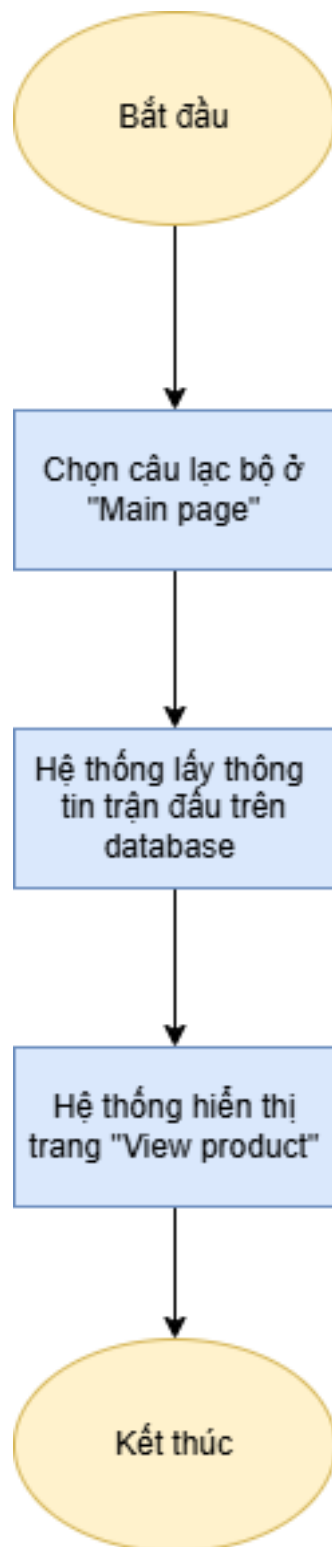 Bắt đầu
Chọn câu lạc bộ ở
"Main page"
Hệ thống lấy thông
tin trận đấu trên
database
Hệ thống hiển thị
trang "View product"
Kết thúc